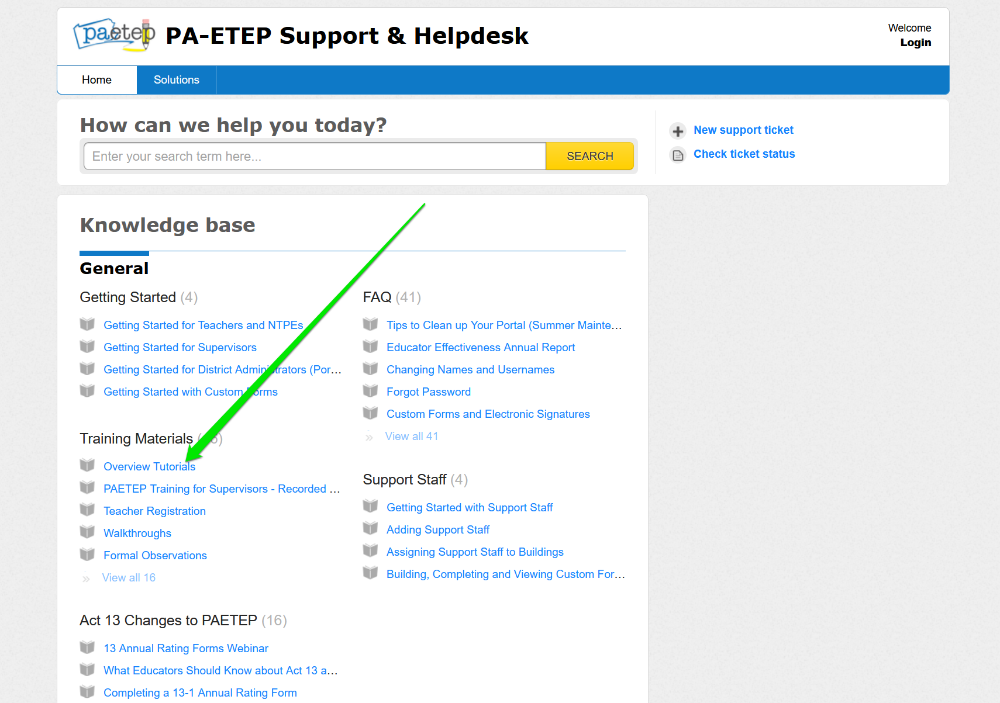 paetep
PA-ETEP Support & Helpdesk
Welcome
Login
Home
Solutions
How can we help you today?
Enter your search term here...
SEARCH
New support ticket
Check ticket status
Knowledge base
General
Getting Started (4)
Getting Started for Teachers and NTPEs
Getting Started for Supervisors
Getting Started for District Administrators (Por...
Getting Started with Custom Forms
Training Materials
Overview Tutorials
PAETEP Training for Supervisors - Recorded ...
Teacher Registration
Walkthroughs
Formal Observations
» View all 16
Act 13 Changes to PAETEP (16)
13 Annual Rating Forms Webinar
What Educators Should Know about Act 13 a...
Completing a 13-1 Annual Rating Form
FAQ (41)
Tips to Clean up Your Portal (Summer Mainte...
Educator Effectiveness Annual Report
Changing Names and Usernames
Forgot Password
Custom Forms and Electronic Signatures
» View all 41
Support Staff (4)
Getting Started with Support Staff
Adding Support Staff
Assigning Support Staff to Buildings
Building, Completing and Viewing Custom For...